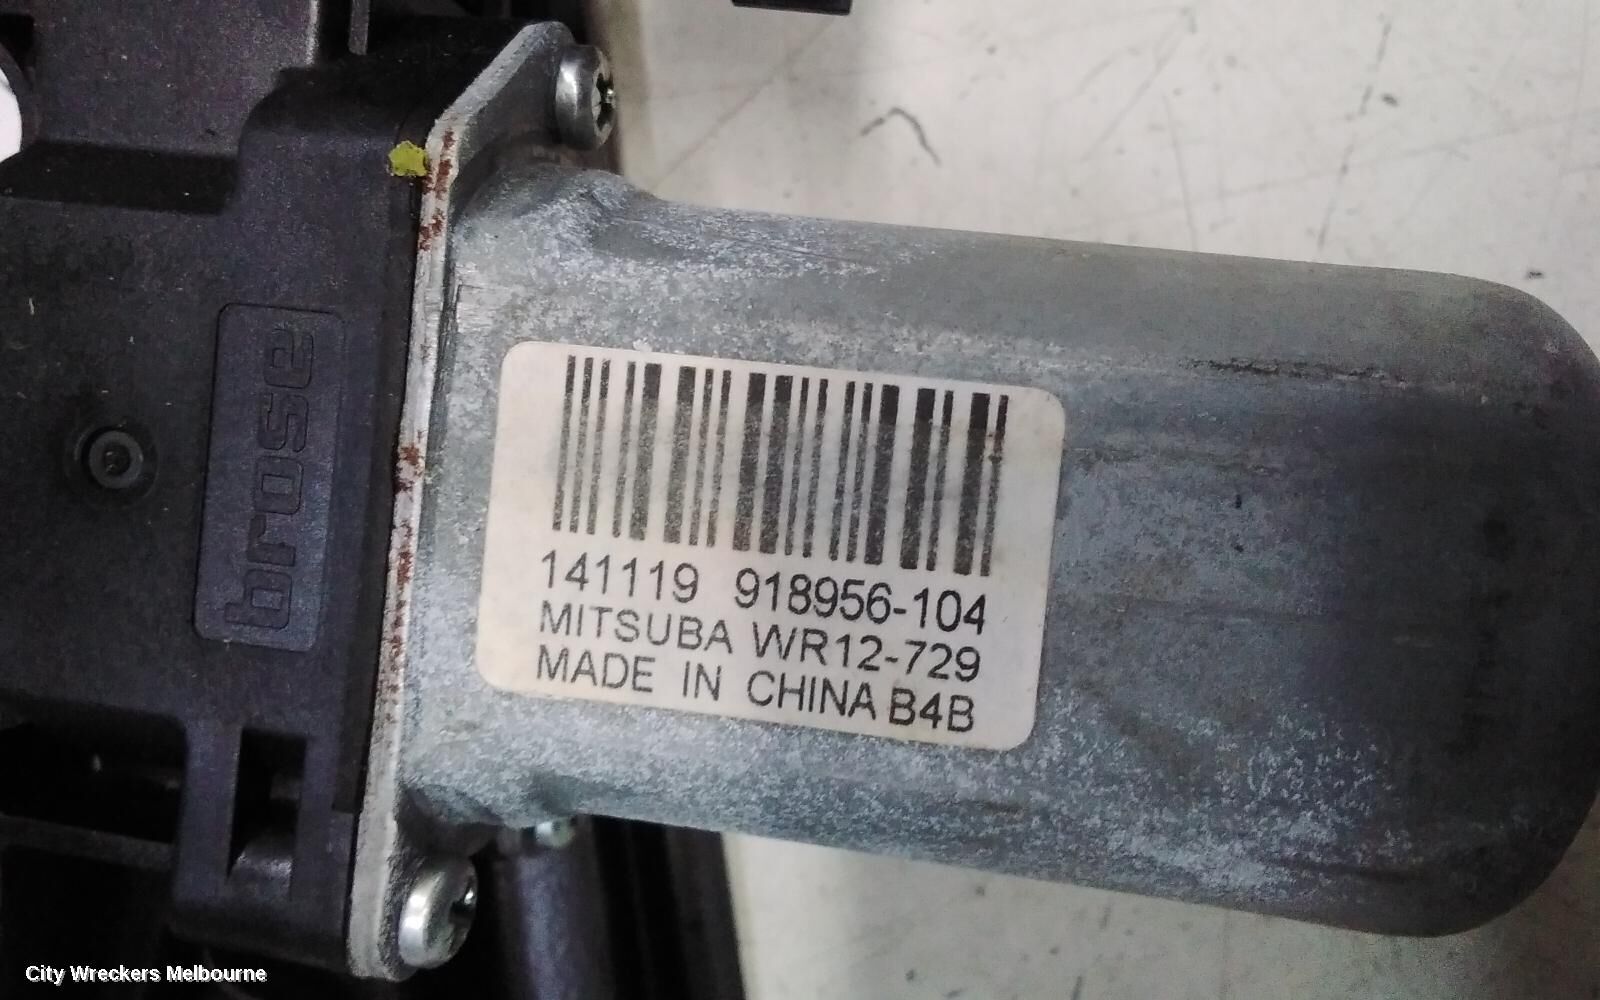 brose
141119 918956-104
MITSUBA WR12-729
MADE IN CHINA B4B
City Wreckers Melbourne